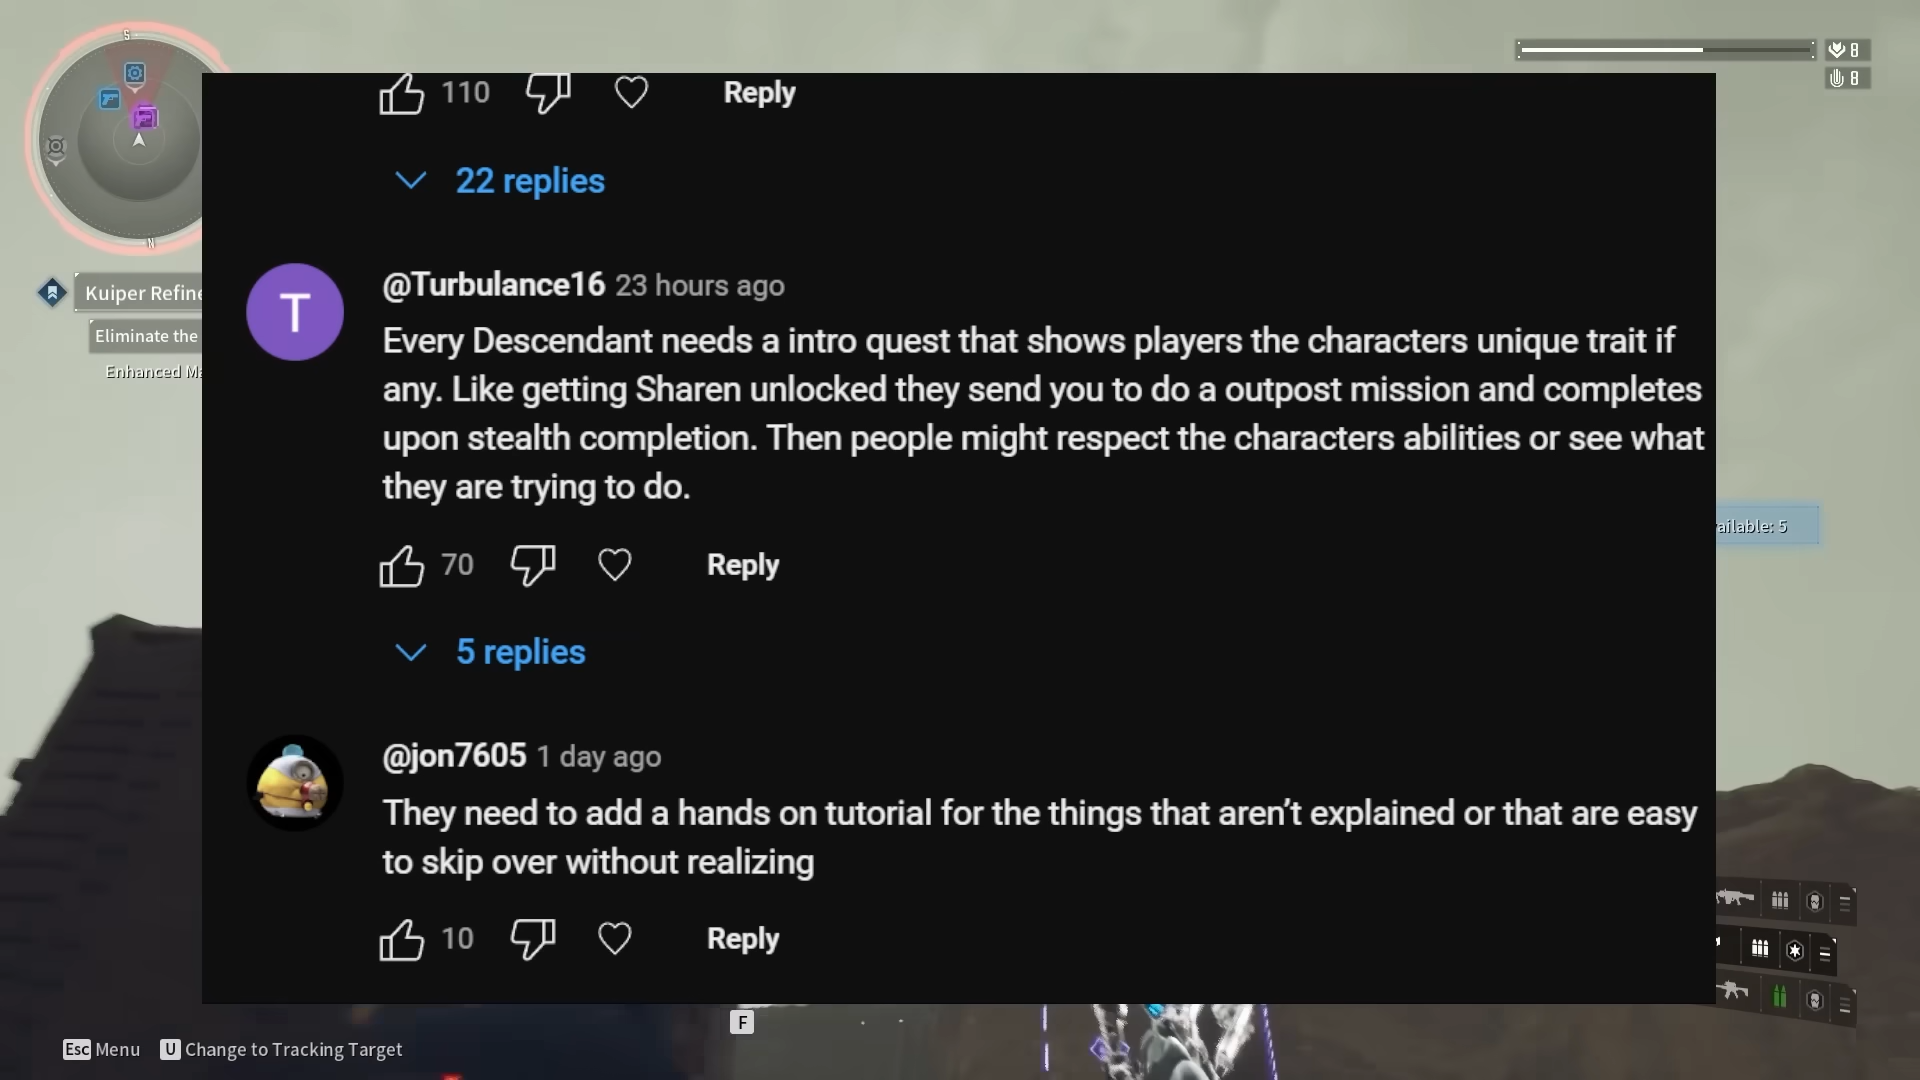 S
8
8
110
Reply
22 replies
@Turbulance16 23 hours ago
Every Descendant needs a intro quest that shows players the characters unique trait if
any. Like getting Sharen unlocked they send you to do a outpost mission and completes
upon stealth completion. Then people might respect the characters abilities or see what
they are trying to do.
70
Reply
5 replies
@jon7605 1 day ago
They need to add a hands on tutorial for the things that aren’t explained or that are easy
to skip over without realizing
10
Reply
T
N
Kuiper Refine
Eliminate the
Enhanced Ma
ailable: 5
F
Esc Menu U Change to Tracking Target